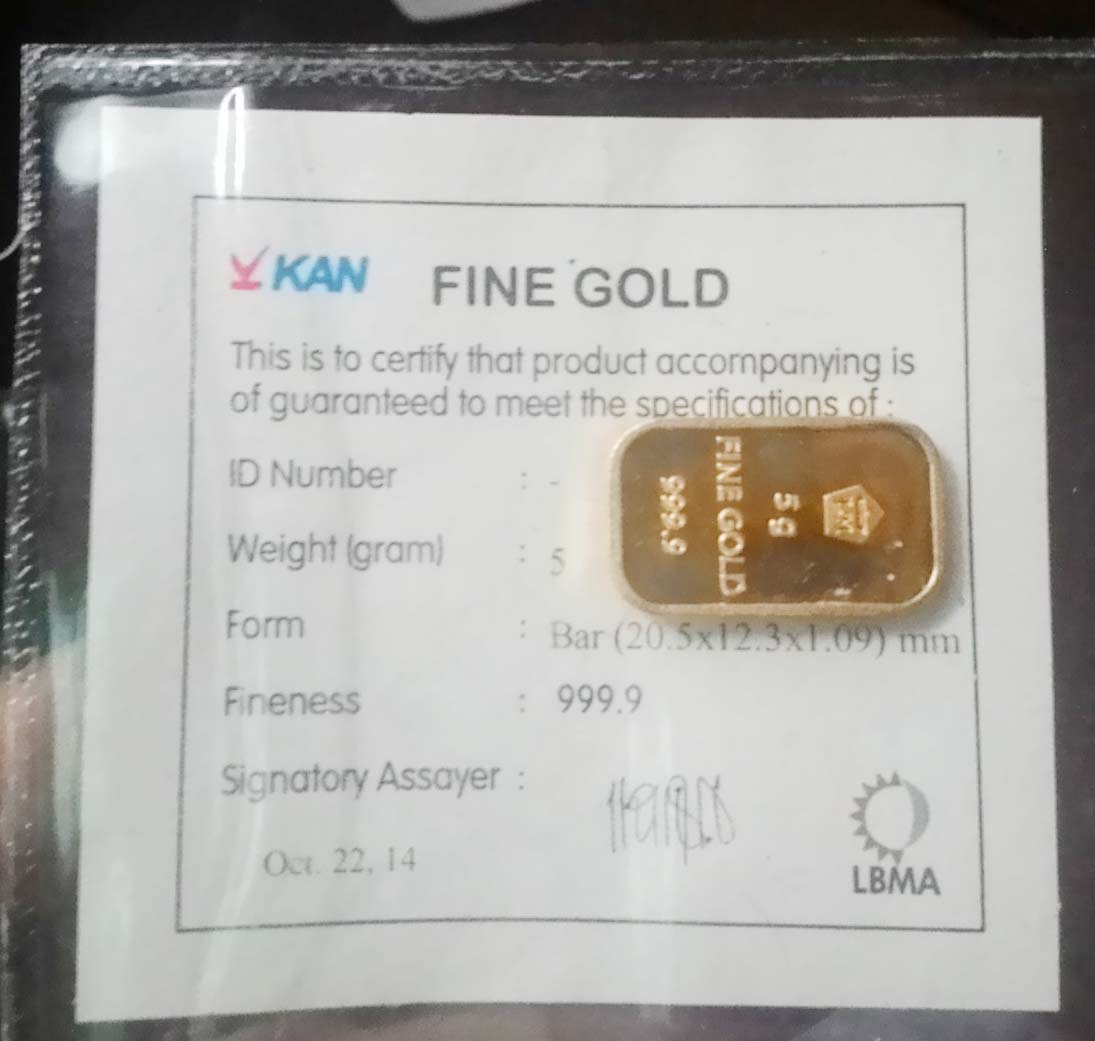 KAN FINE GOLD
This is to certify that product accompanying is
of guaranteed to meet the specifications of :
ID Number : -
Weight (gram) : 5
Form : Bar (20.5x12.3x1.09) mm
Fineness : 999.9
Signatory Assayer :
Oct. 22, 14
LBMA
5 g
FINE GOLD
999.9